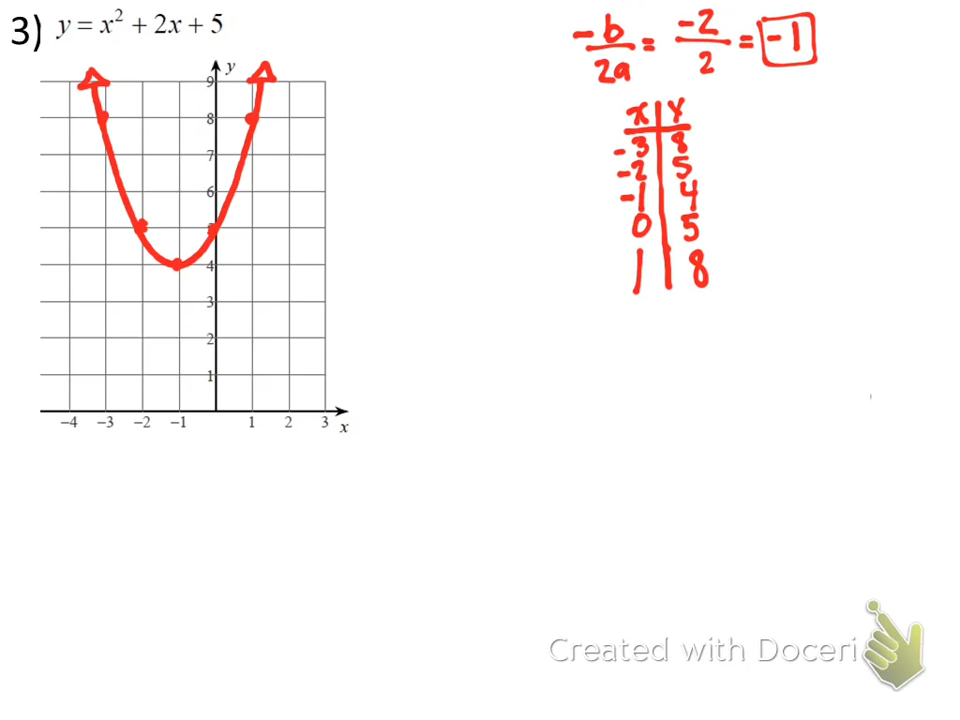 3) y = x² + 2x + 5
-b/2a = -2/2 = -1
x | y
-3 | 8
-2 | 5
-1 | 4
0 | 5
1 | 8
y
9
8
7
6
4
3
2
1
−4 −3 −2 −1 1 2 3 x
Created with Doceri